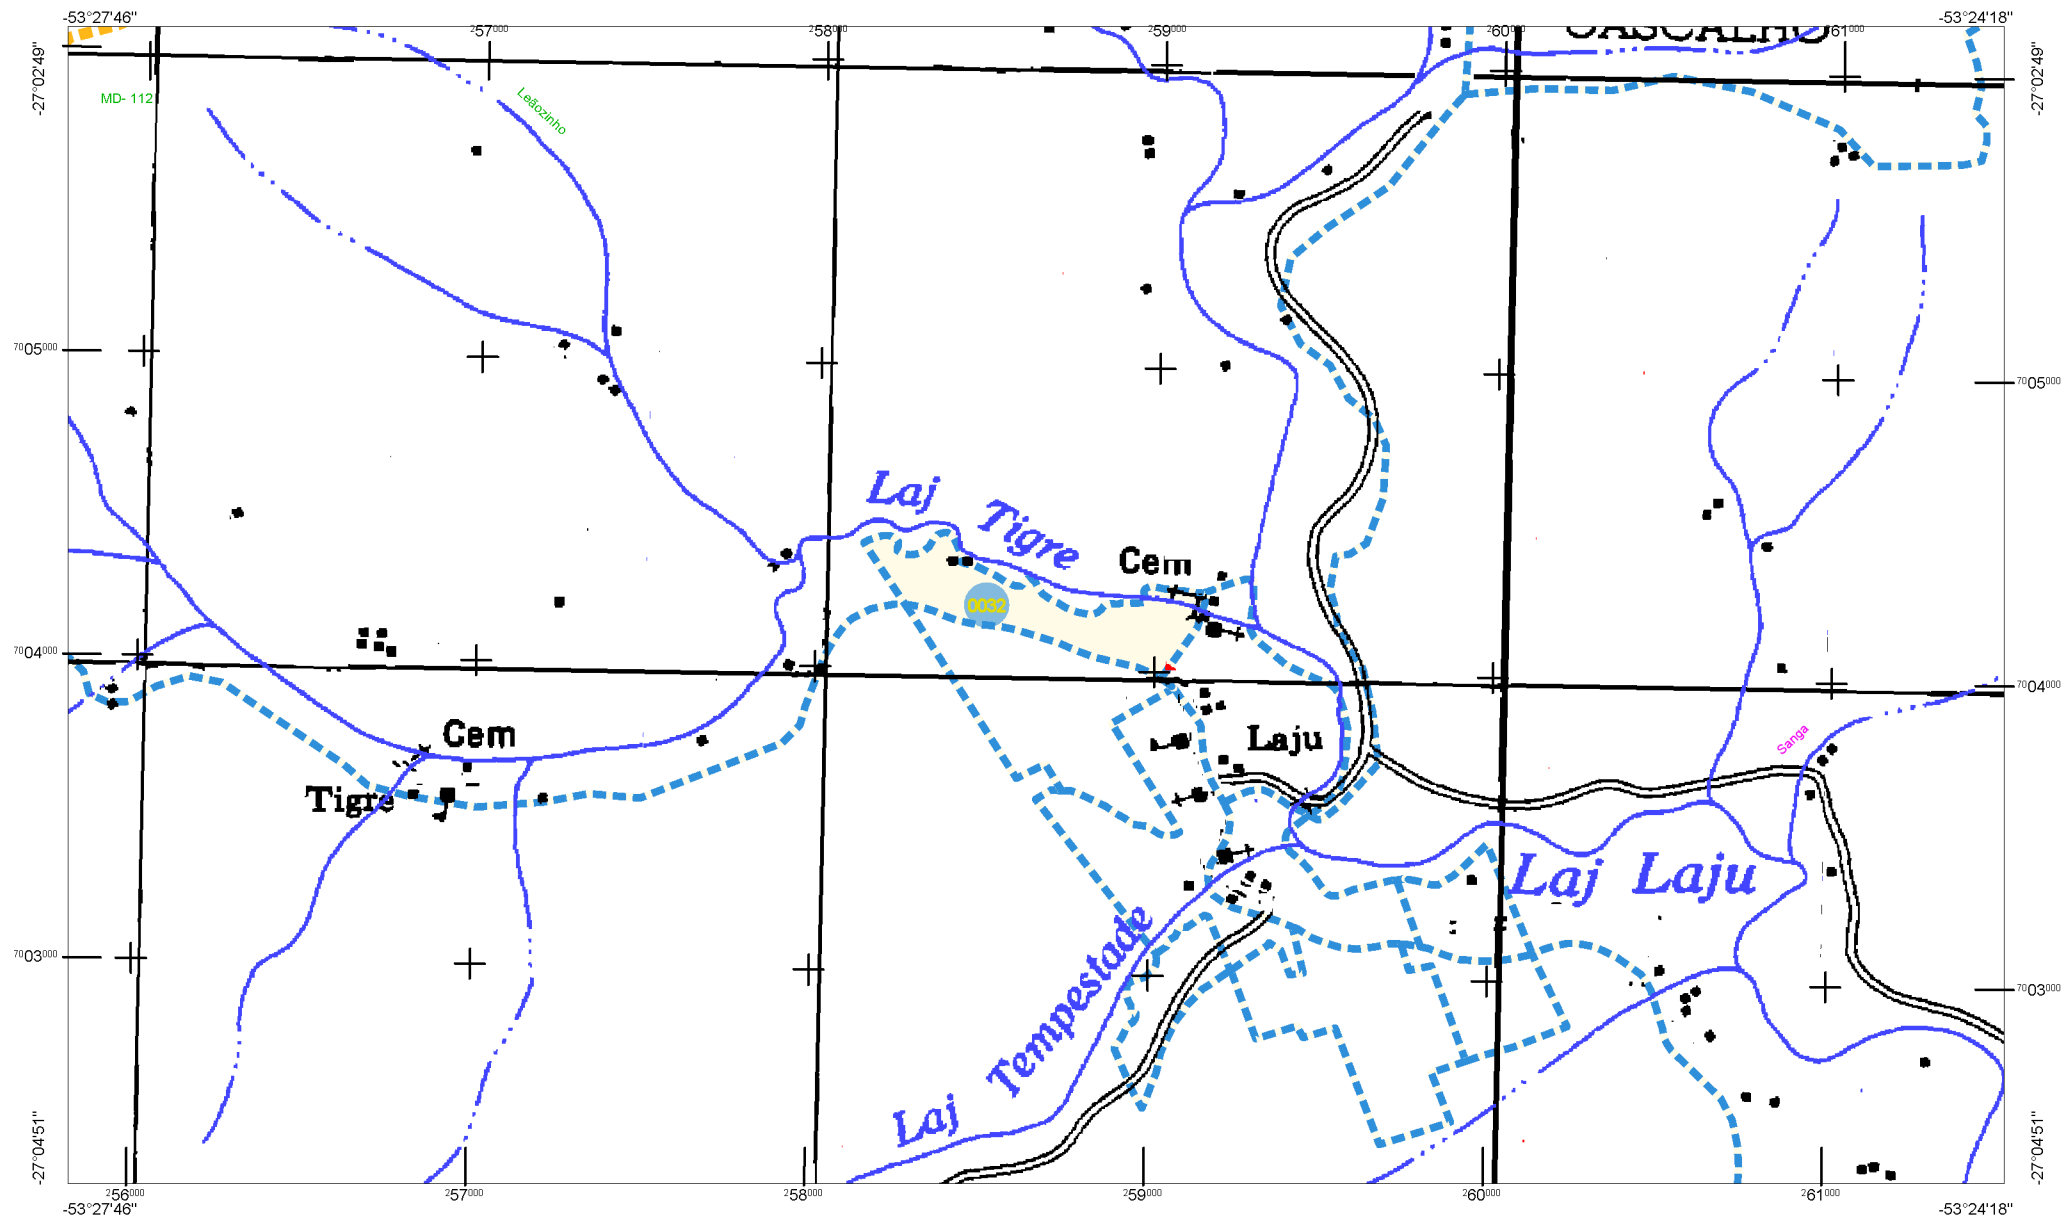 -53°27'46"
-53°24'18"
257000
258000
259000
260000
261000
CASCALHO
-27°02'49"
-27°02'49"
MD- 112
Leãozinho
7005000
7005000
Laj Tigre
Cem
0032
7004000
7004000
Cem
Laju
Sanga
Tigre
Laj Laju
Laj Tempestade
7003000
7003000
-27°04'51"
-27°04'51"
256000
257000
258000
259000
260000
261000
-53°27'46"
-53°24'18"